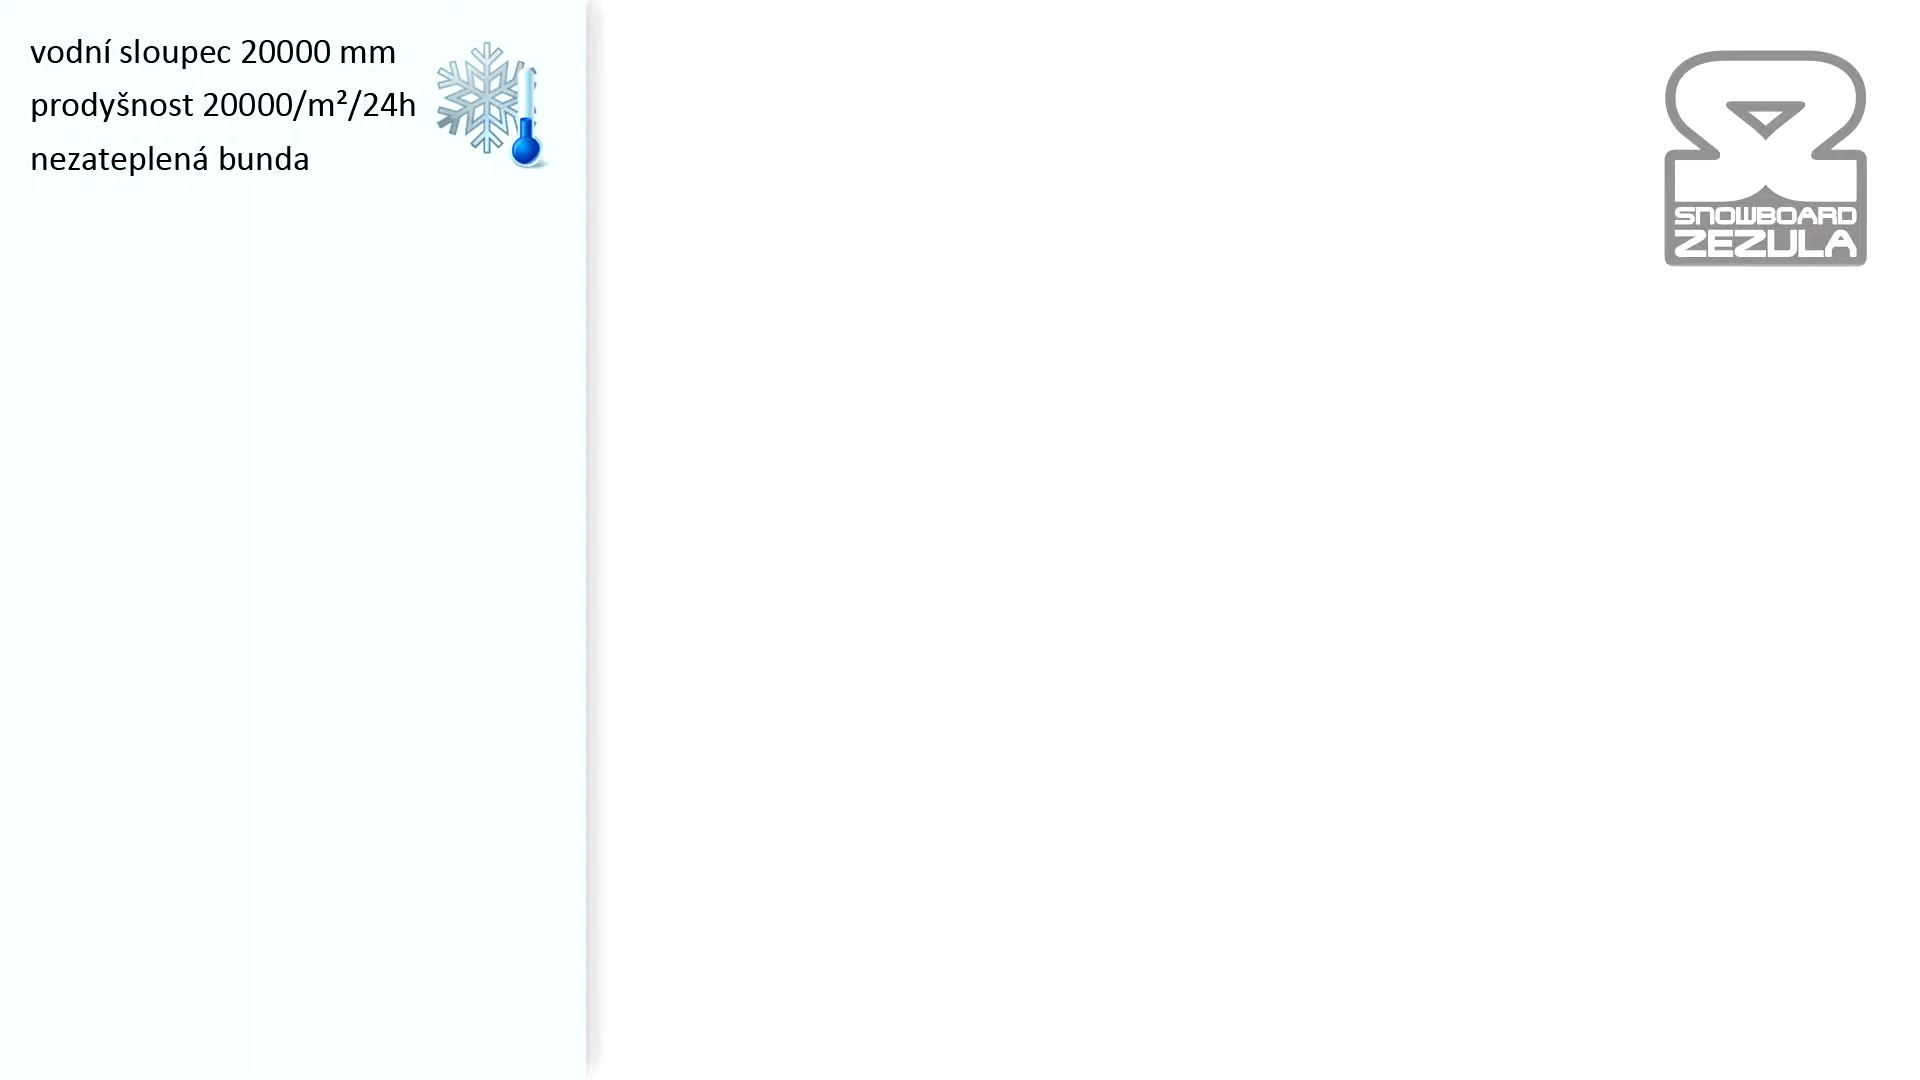 vodní sloupec 20000 mm
prodyšnost 20000/m²/24h
nezateplená bunda
SNOWBOARD
ZEZULA